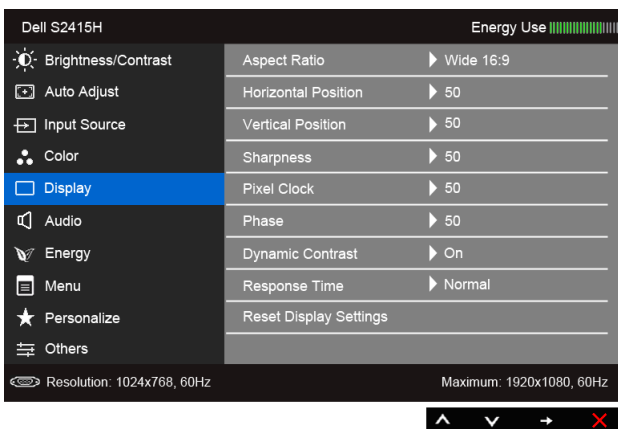 Dell S2415H Energy Use
Brightness/Contrast Aspect Ratio Wide 16:9
Auto Adjust Horizontal Position 50
Input Source Vertical Position 50
Color Sharpness 50
Display Pixel Clock 50
Audio Phase 50
Energy Dynamic Contrast On
Menu Response Time Normal
Personalize Reset Display Settings
Others
Resolution: 1024x768, 60Hz Maximum: 1920x1080, 60Hz